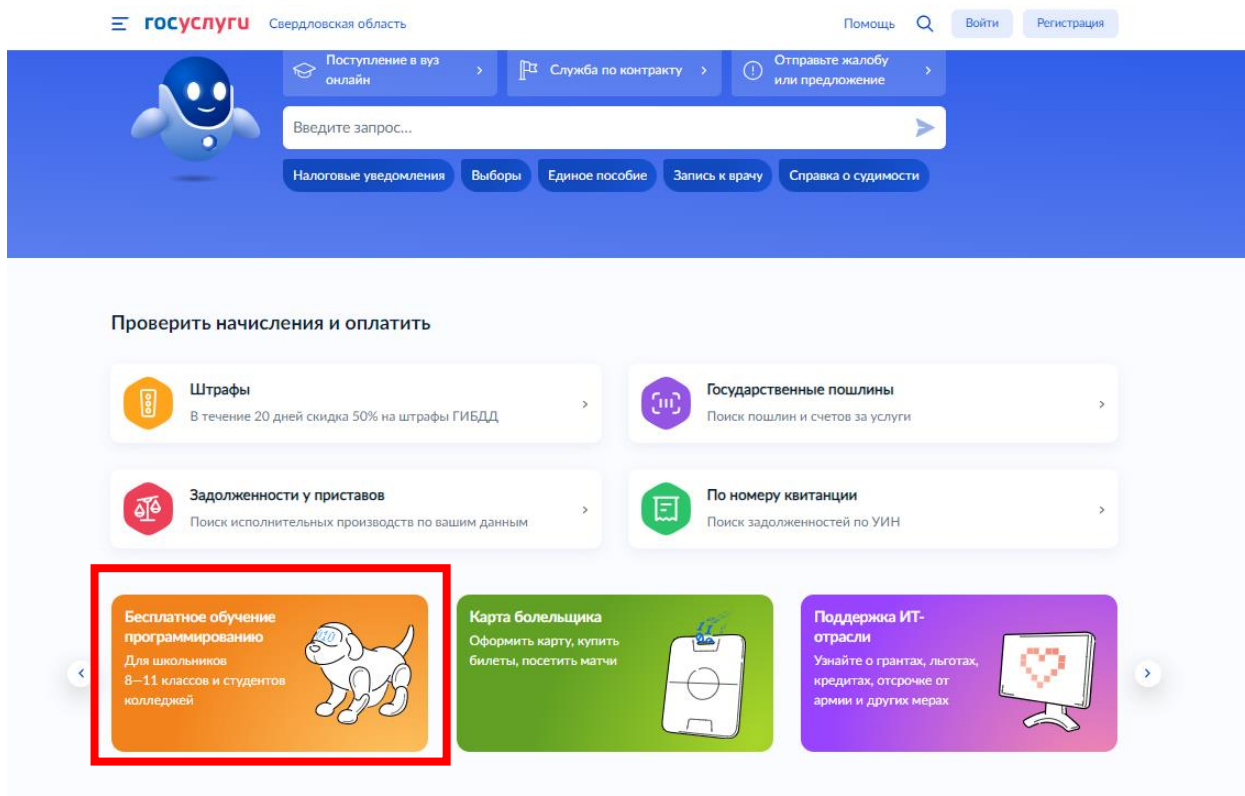 госуслуги Свердловская область Помощь Войти Регистрация
Поступление в вуз
онлайн
Служба по контракту
Отправьте жалобу
или предложение
Введите запрос...
Налоговые уведомления Выборы Единое пособие Запись к врачу Справка о судимости
Проверить начисления и оплатить
Штрафы
В течение 20 дней скидка 50% на штрафы ГИБДД
Государственные пошлины
Поиск пошлин и счетов за услуги
Задолженности у приставов
Поиск исполнительных производств по вашим данным
По номеру квитанции
Поиск задолженностей по УИН
Бесплатное обучение
программированию
Для школьников
8—11 классов и студентов
колледжей
Карта болельщика
Оформить карту, купить
билеты, посетить матчи
Поддержка ИТ-
отрасли
Узнайте о грантах, льготах,
кредитах, отсрочке от
армии и других мерах